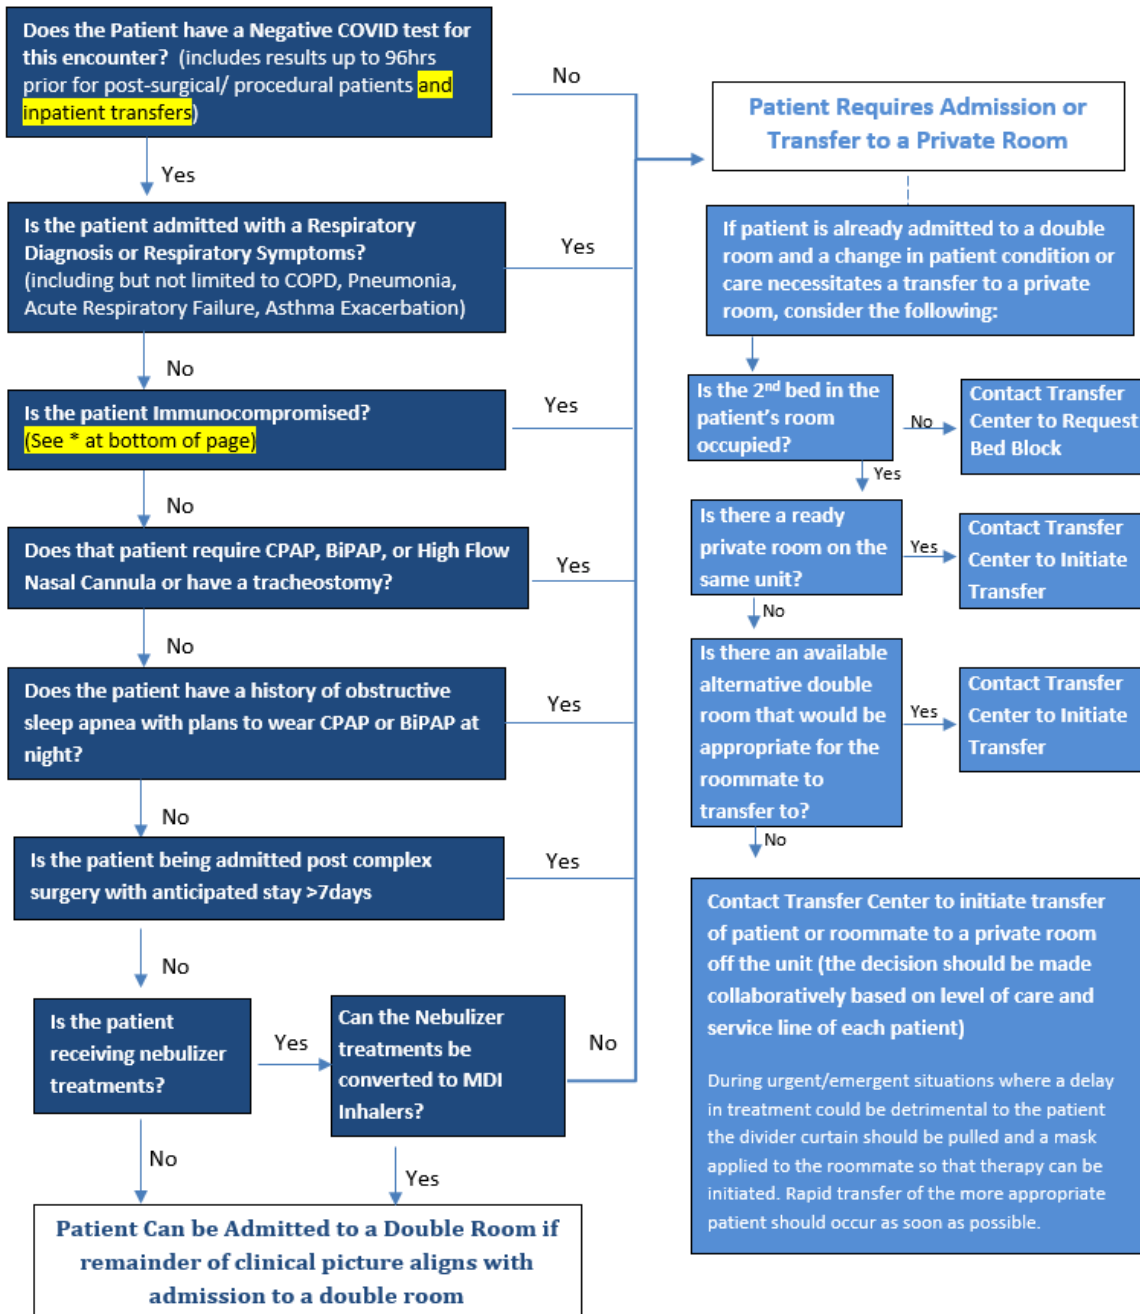 Does the Patient have a Negative COVID test for
this encounter? (includes results up to 96hrs
prior for post-surgical/ procedural patients and
inpatient transfers)
No
Yes
Is the patient admitted with a Respiratory
Diagnosis or Respiratory Symptoms?
(including but not limited to COPD, Pneumonia,
Acute Respiratory Failure, Asthma Exacerbation)
Yes
No
Is the patient Immunocompromised?
(See * at bottom of page)
Yes
No
Does that patient require CPAP, BiPAP, or High Flow
Nasal Cannula or have a tracheostomy?
Yes
No
Does the patient have a history of obstructive
sleep apnea with plans to wear CPAP or BiPAP at
night?
Yes
No
Is the patient being admitted post complex
surgery with anticipated stay >7days
Yes
No
Is the patient
receiving nebulizer
treatments?
Yes
Can the Nebulizer
treatments be
converted to MDI
Inhalers?
No
No
Yes
Patient Can be Admitted to a Double Room if
remainder of clinical picture aligns with
admission to a double room
Patient Requires Admission or
Transfer to a Private Room
If patient is already admitted to a double
room and a change in patient condition or
care necessitates a transfer to a private
room, consider the following:
Is the 2nd bed in the
patient's room
occupied?
No
Contact Transfer
Center to Request
Bed Block
Yes
Is there a ready
private room on the
same unit?
Yes
Contact Transfer
Center to Initiate
Transfer
No
Is there an available
alternative double
room that would be
appropriate for the
roommate to
transfer to?
Yes
Contact Transfer
Center to Initiate
Transfer
No
Contact Transfer Center to initiate transfer
of patient or roommate to a private room
off the unit (the decision should be made
collaboratively based on level of care and
service line of each patient)
During urgent/emergent situations where a delay
in treatment could be detrimental to the patient
the divider curtain should be pulled and a mask
applied to the roommate so that therapy can be
initiated. Rapid transfer of the more appropriate
patient should occur as soon as possible.